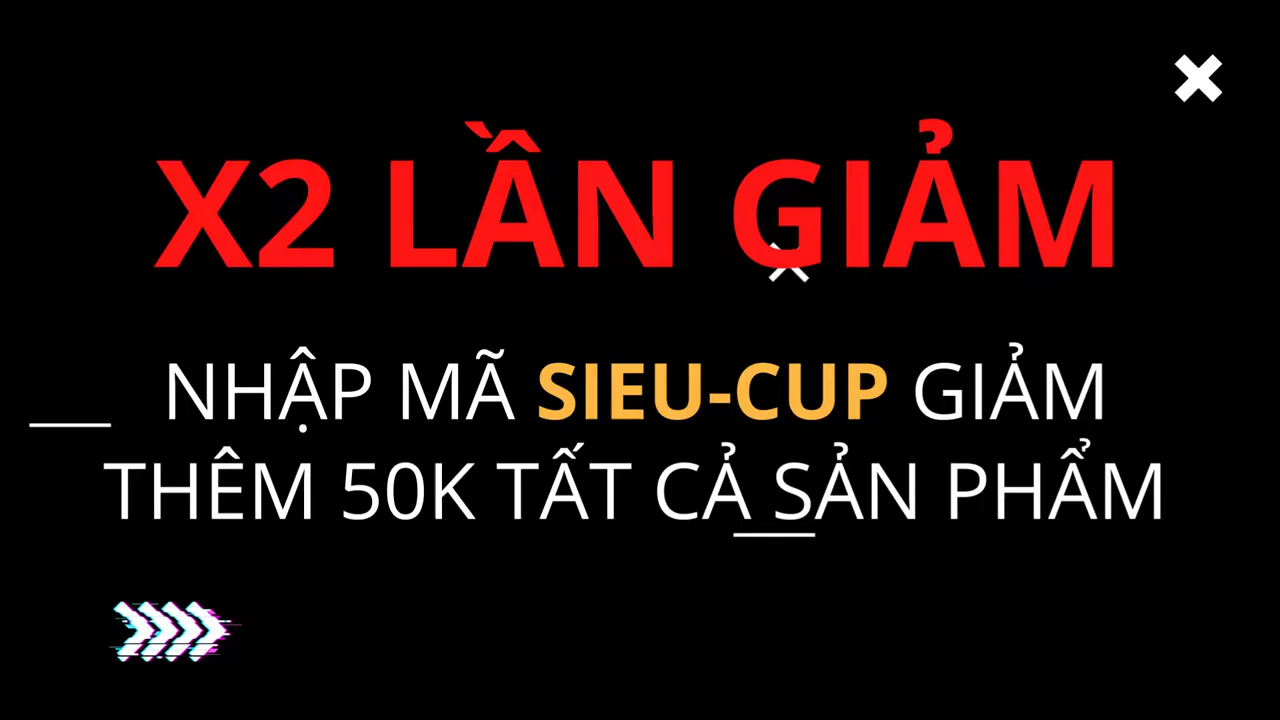 X2 LẦN GIẢM
NHẬP MÃ SIEU-CUP GIẢM
THÊM 50K TẤT CẢ SẢN PHẨM